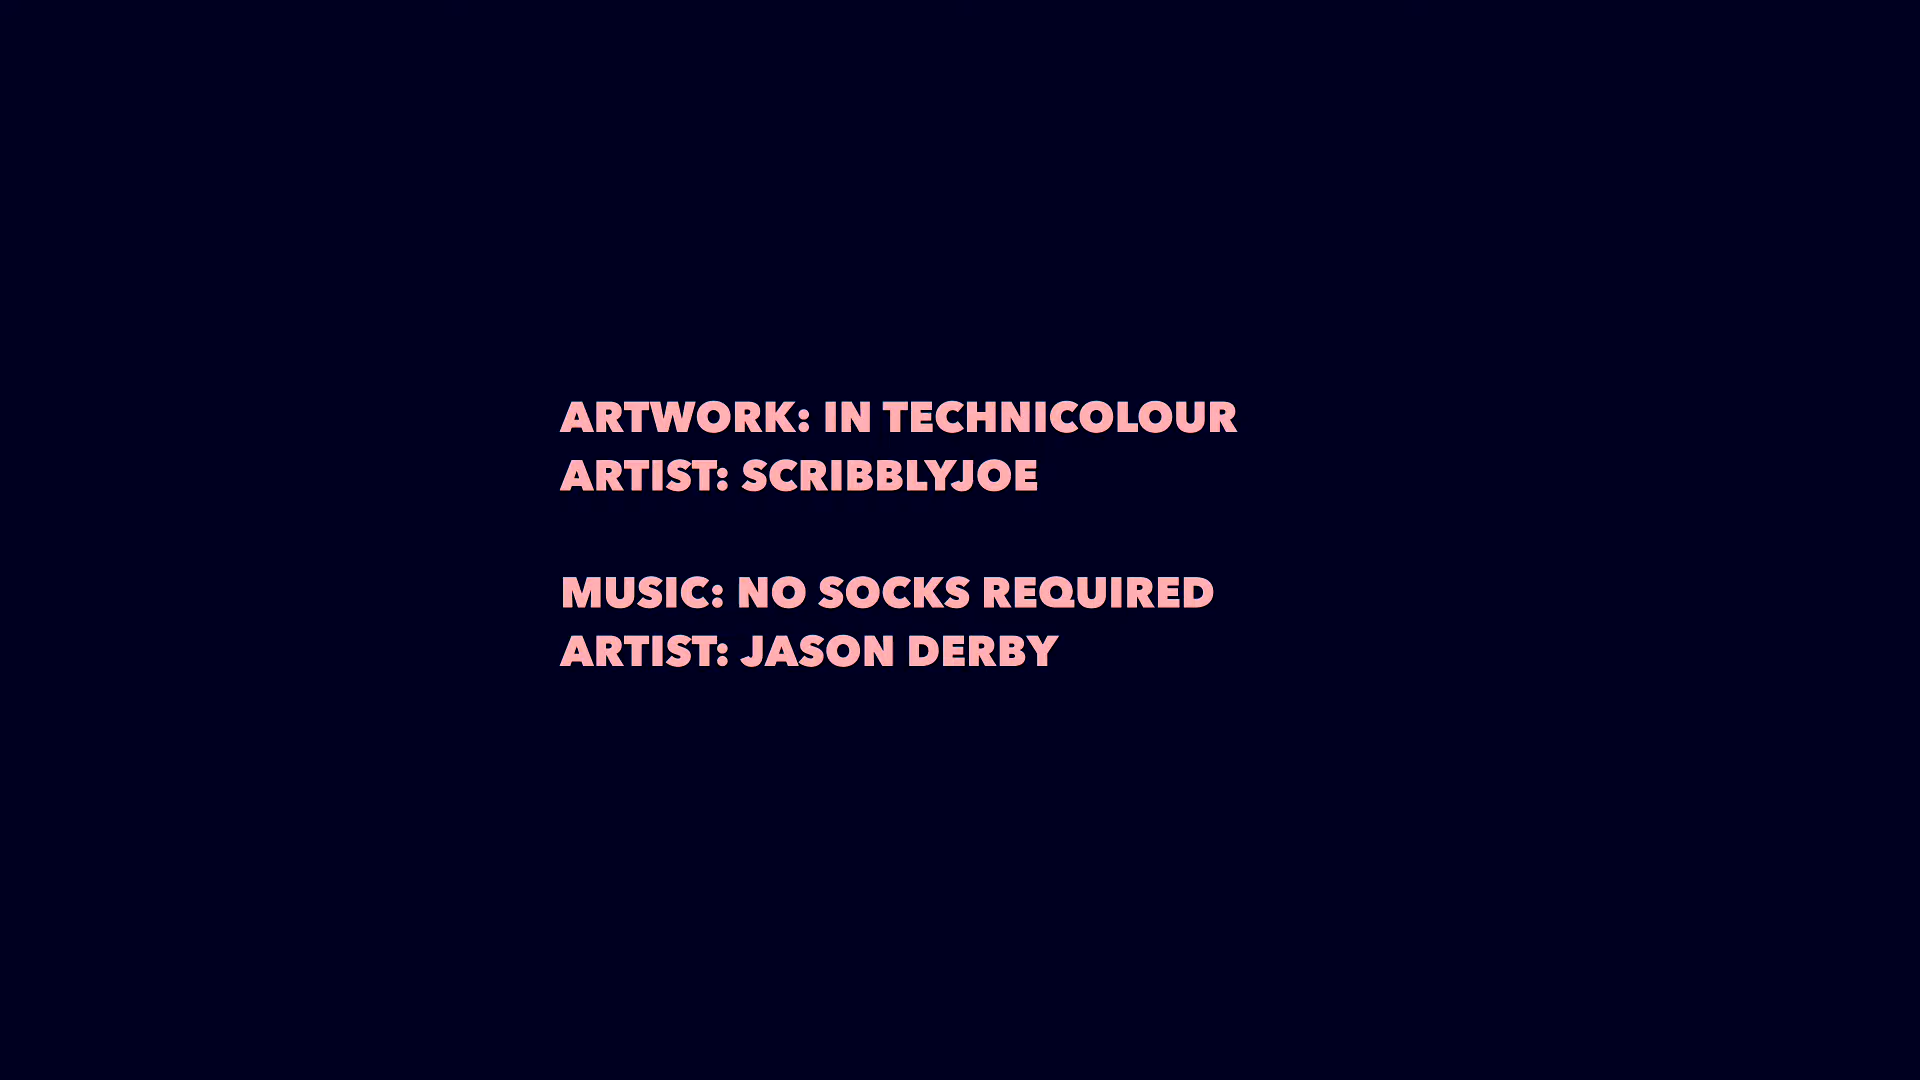 ARTWORK: IN TECHNICOLOUR
ARTIST: SCRIBBLYJOE
MUSIC: NO SOCKS REQUIRED
ARTIST: JASON DERBY